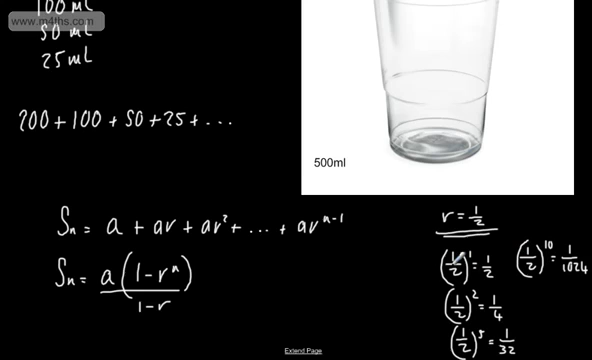 100 mL
www.m4ths.com
50 mL
25 mL
200 + 100 + 50 + 25 + ...
500ml
Sₙ = a + ar + ar² + ... + arⁿ⁻¹
Sₙ = a(1 - rⁿ) / 1 - r
r = 1/2
(1/2)¹ = 1/2
(1/2)¹⁰ = 1/1024
(1/2)² = 1/4
(1/2)⁵ = 1/32
Extend Page